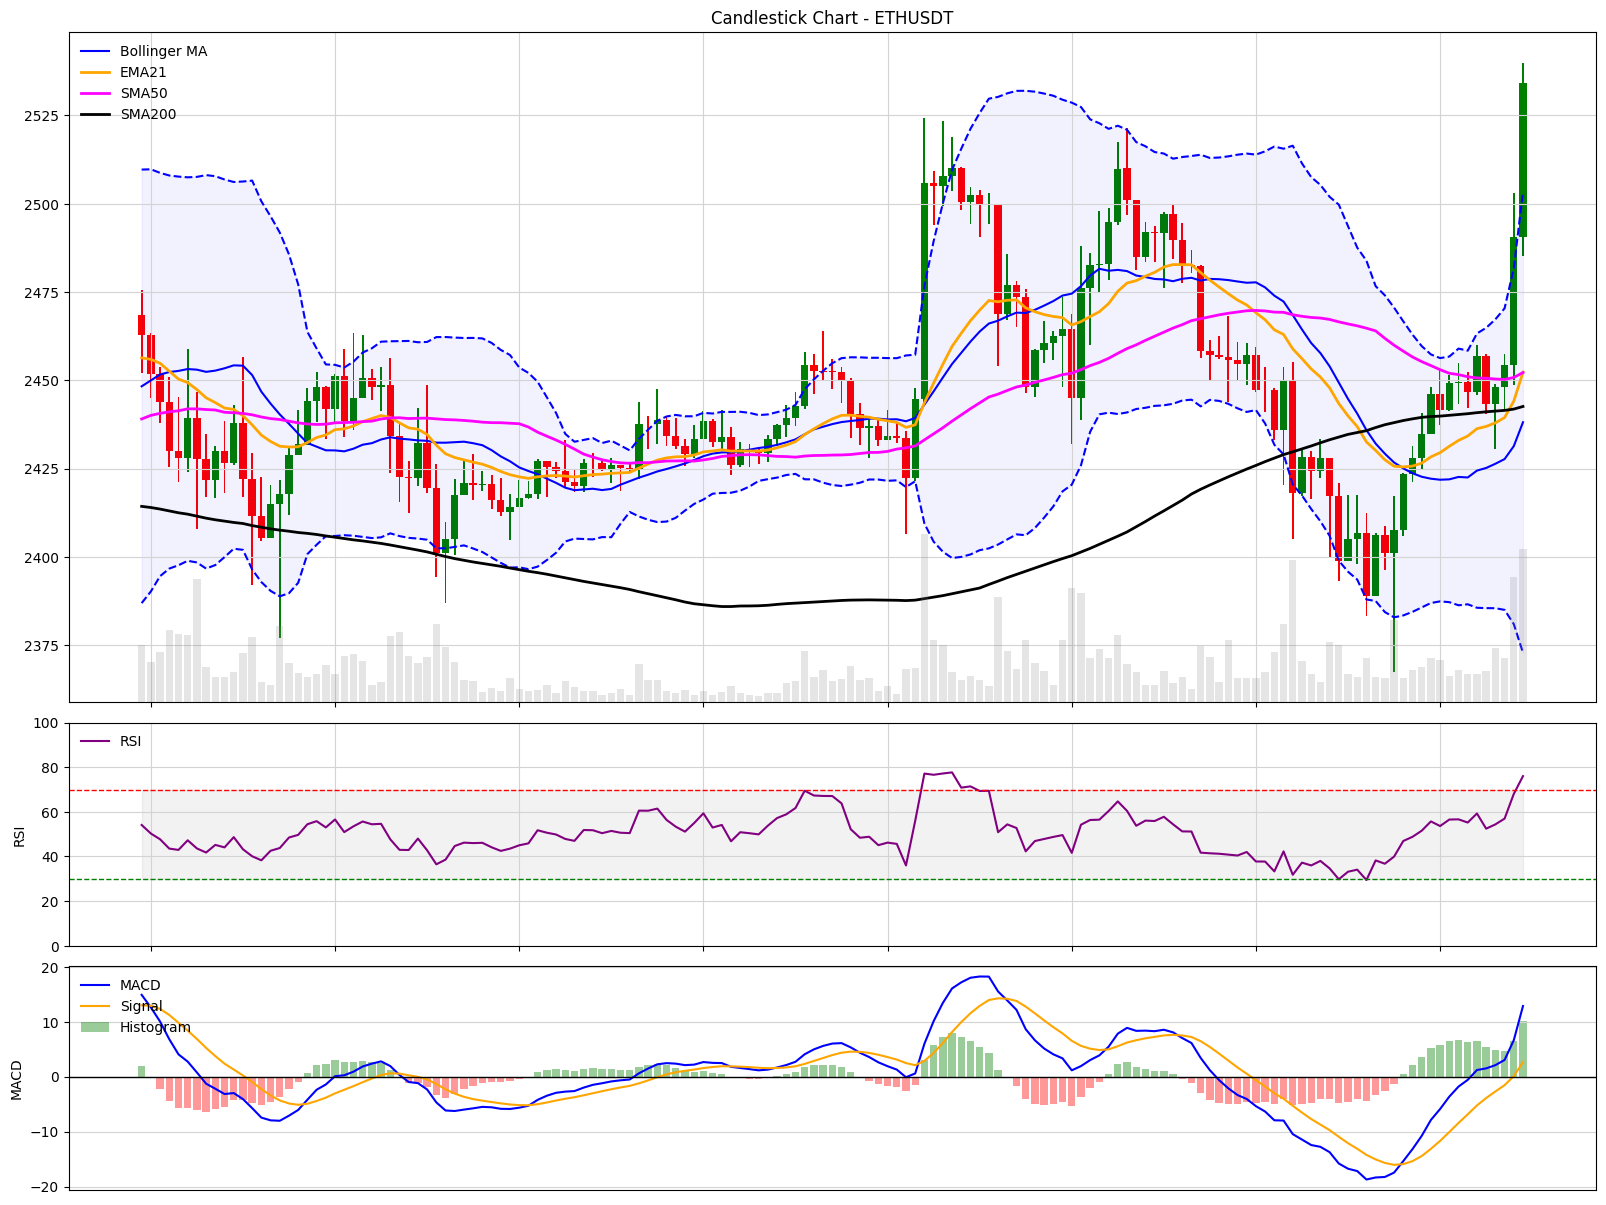 Candlestick Chart - ETHUSDT
Bollinger MA
EMA21
SMA50
SMA200
2525
2500
2475
2450
2425
2400
2375
RSI
100
80
60
40
20
0
RSI
MACD
Signal
Histogram
20
10
0
−10
−20
MACD